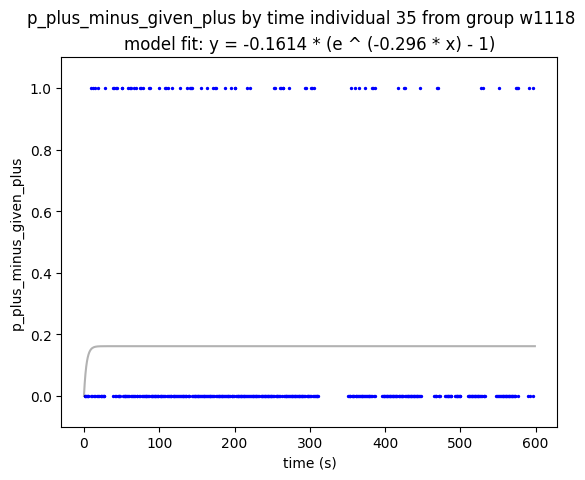 p_plus_minus_given_plus by time individual 35 from group w1118
model fit: y = -0.1614 * (e ^ (-0.296 * x) - 1)
p_plus_minus_given_plus
1.0
0.8
0.6
0.4
0.2
0.0
0 100 200 300 400 500 600
time (s)